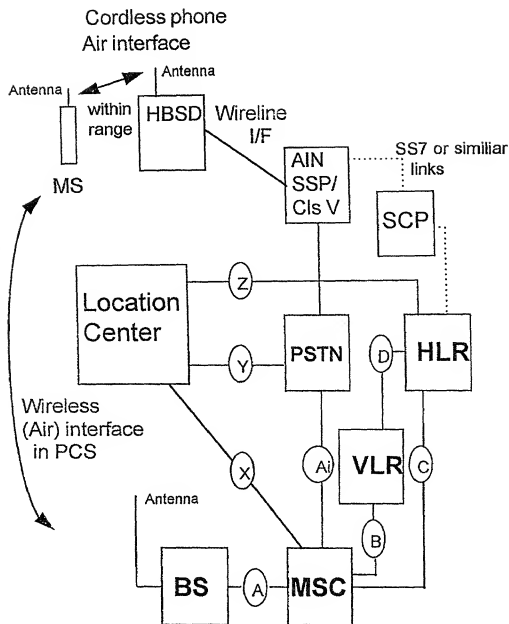 Cordless phone
Air interface
Antenna
Antenna
within
range
HBSD
Wireline
I/F
MS
AIN
SSP/
Cls V
SS7 or similiar
links
SCP
Location
Center
Z
Y
PSTN
D
HLR
Wireless
(Air) interface
in PCS
X
Ai
VLR
C
Antenna
B
BS
A
MSC